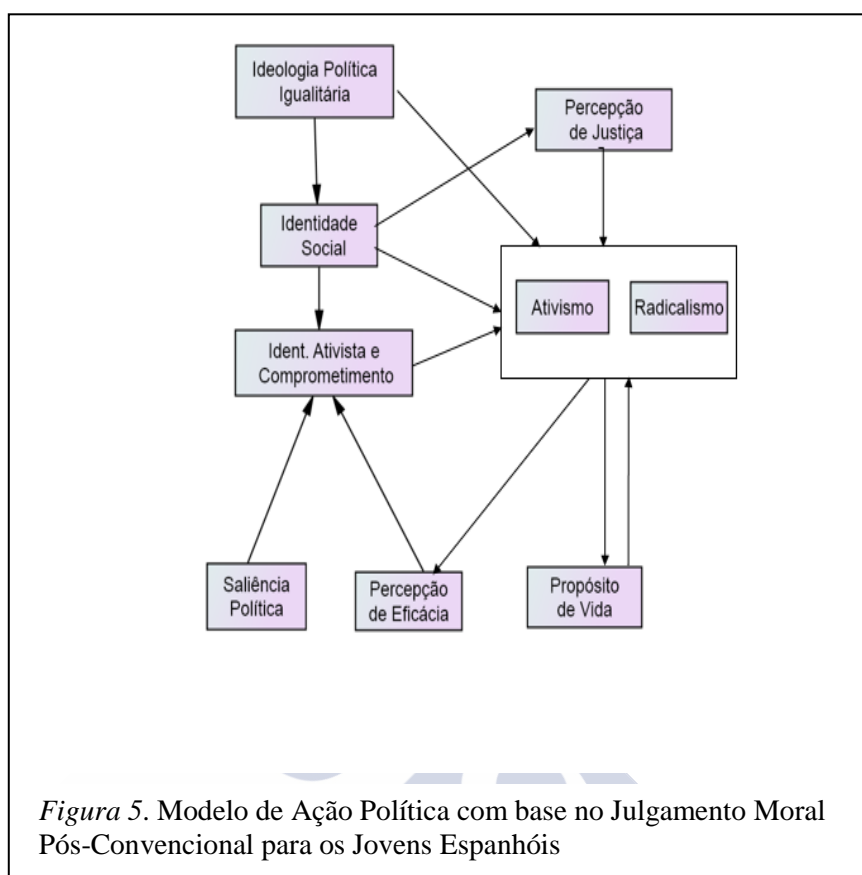 Ideologia Política
Igualitária
Percepção
de Justiça
Identidade
Social
Ativismo
Radicalismo
Ident. Ativista e
Comprometimento
Saliência
Política
Percepção
de Eficácia
Propósito
de Vida
Figura 5. Modelo de Ação Política com base no Julgamento Moral
Pós-Convencional para os Jovens Espanhóis